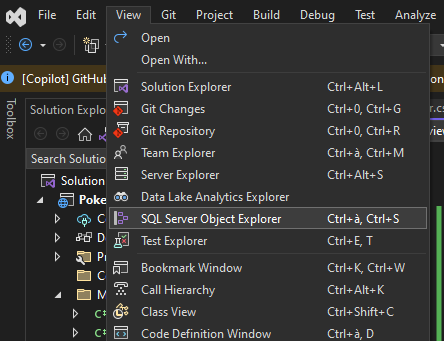 File Edit View Git Project Build Debug Test Analyze
Open
Open With...
[Copilot] GitHub
Toolbox
Solution Explo
Solution Explorer Ctrl+Alt+L
Git Changes Ctrl+0, Ctrl+G
Git Repository Ctrl+0, Ctrl+R
Search Solution
Team Explorer Ctrl+à, Ctrl+M
Solution
Server Explorer Ctrl+Alt+S
Poke
Data Lake Analytics Explorer
SQL Server Object Explorer Ctrl+à, Ctrl+S
Test Explorer Ctrl+E, T
Bookmark Window Ctrl+K, Ctrl+W
Call Hierarchy Ctrl+Alt+K
Class View Ctrl+Shift+C
Code Definition Window Ctrl+à, D